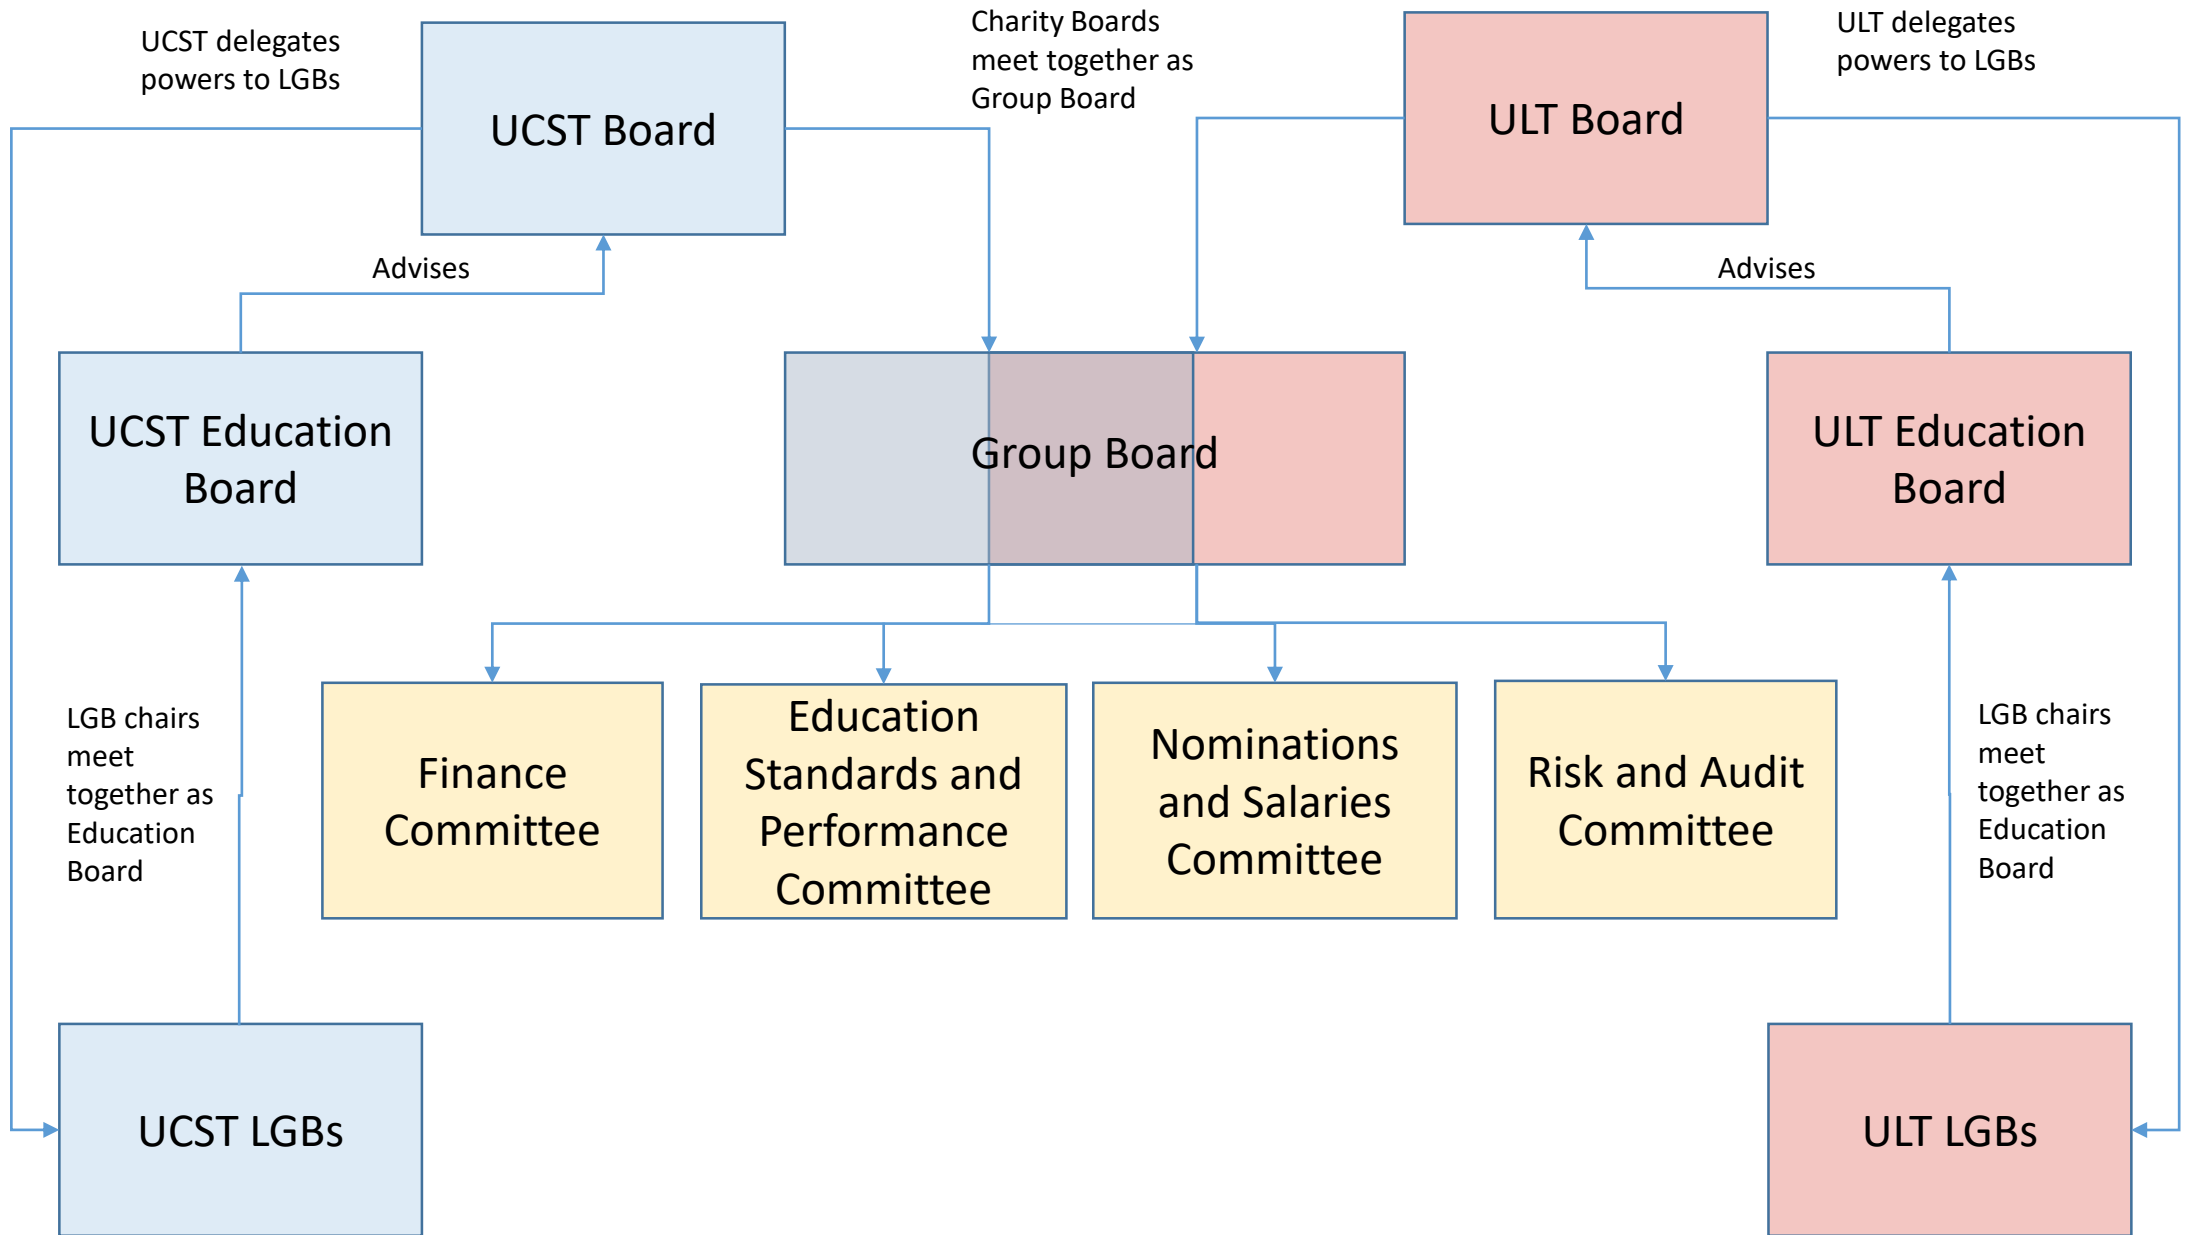 UCST delegates
powers to LGBs
Charity Boards
meet together as
Group Board
ULT delegates
powers to LGBs
UCST Board
ULT Board
Advises
Advises
UCST Education
Board
Group Board
ULT Education
Board
LGB chairs
meet
together as
Education
Board
Finance
Committee
Education
Standards and
Performance
Committee
Nominations
and Salaries
Committee
Risk and Audit
Committee
LGB chairs
meet
together as
Education
Board
UCST LGBs
ULT LGBs